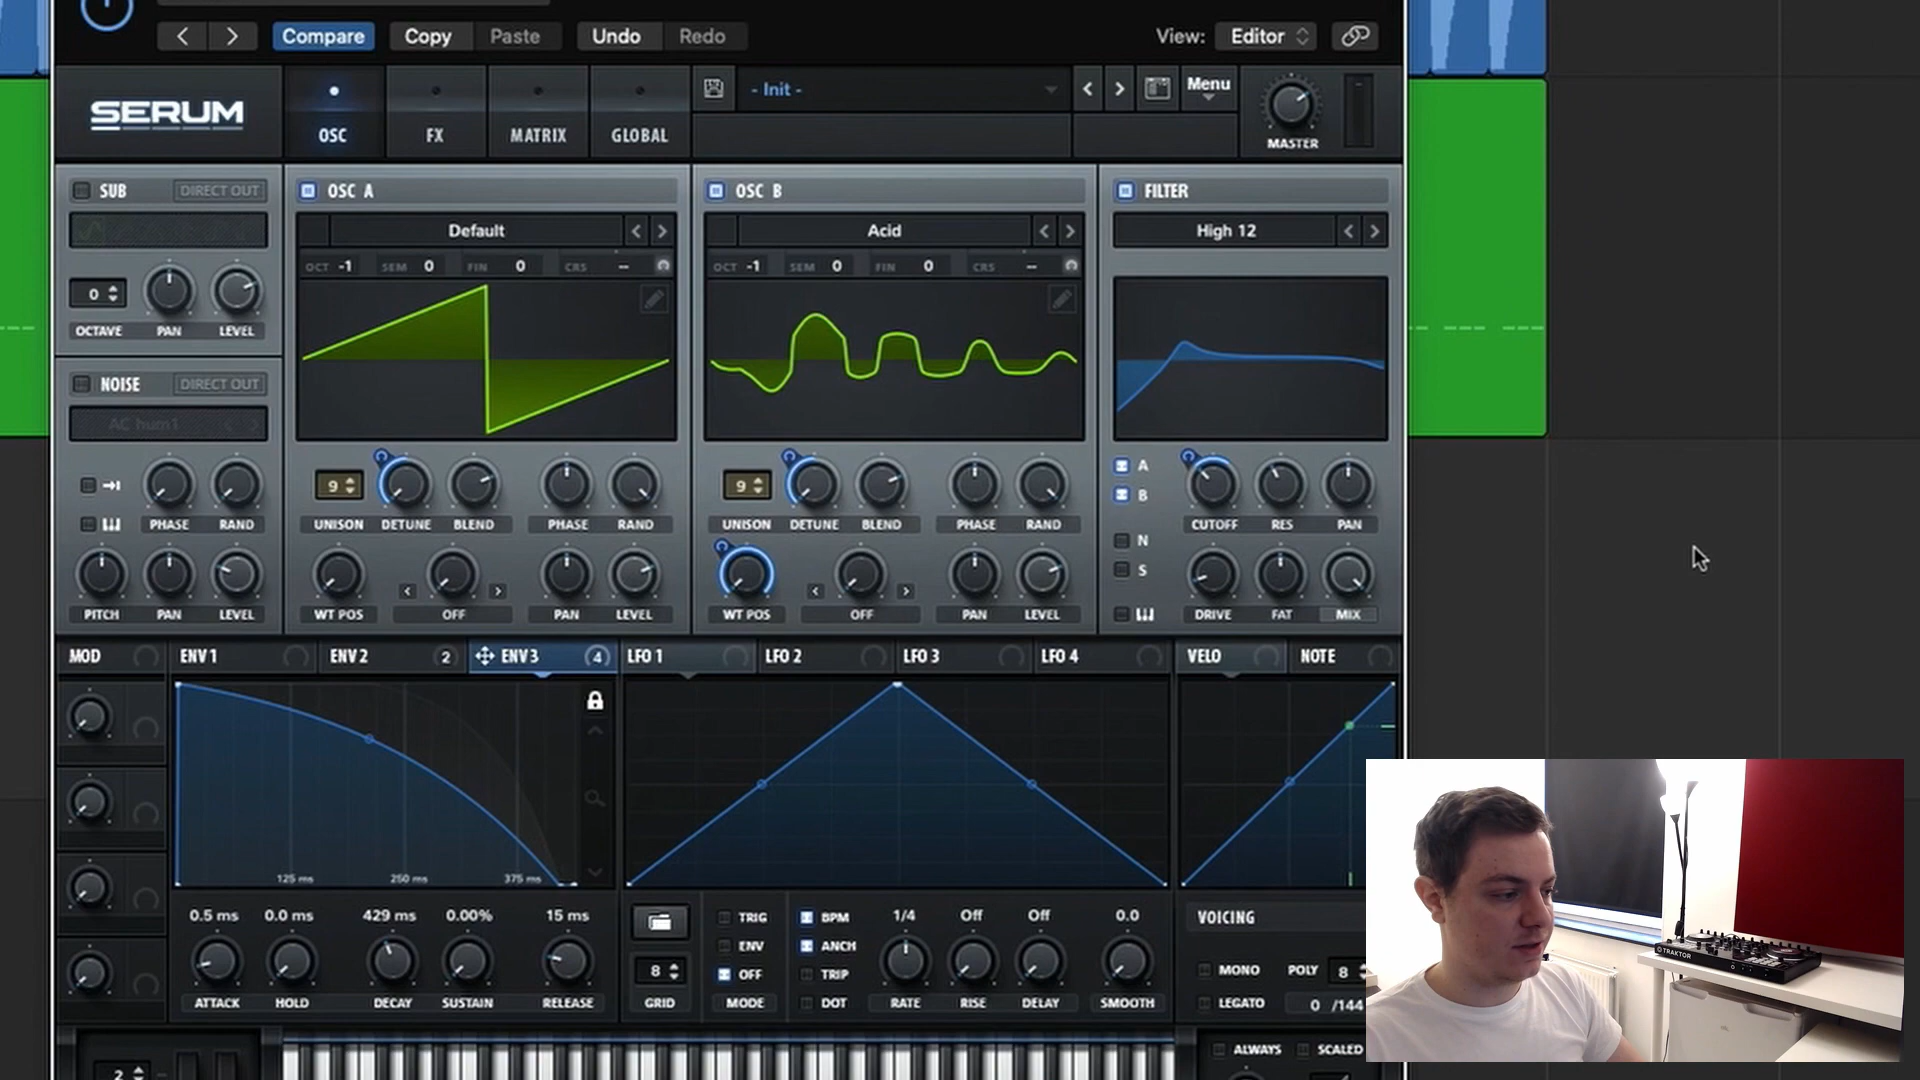 Compare Copy Paste Undo Redo View: Editor
SERUM OSC FX MATRIX GLOBAL - Init - Menu MASTER
SUB DIRECT OUT OSC A OSC B FILTER
Default Acid High 12
OCT -1 SEM 0 FIN 0 CRS -- OCT -1 SEM 0 FIN 0 CRS --
0
OCTAVE PAN LEVEL
NOISE DIRECT OUT
AC hum1
A
9 9 B
PHASE RAND UNISON DETUNE BLEND PHASE RAND UNISON DETUNE BLEND PHASE RAND CUTOFF RES PAN
N
S
PITCH PAN LEVEL WT POS OFF PAN LEVEL WT POS OFF PAN LEVEL DRIVE FAT MIX
MOD ENV 1 ENV 2 2 ENV 3 4 LFO 1 LFO 2 LFO 3 LFO 4 VELO NOTE
125 ms 250 ms 375 ms
0.5 ms 0.0 ms 429 ms 0.00% 15 ms TRIG BPM 1/4 Off Off 0.0 VOICING
ENV ANCH
8 OFF TRIP MONO POLY 8
ATTACK HOLD DECAY SUSTAIN RELEASE GRID MODE DOT RATE RISE DELAY SMOOTH LEGATO 0 /144
2 ALWAYS SCALED
TRAKTOR